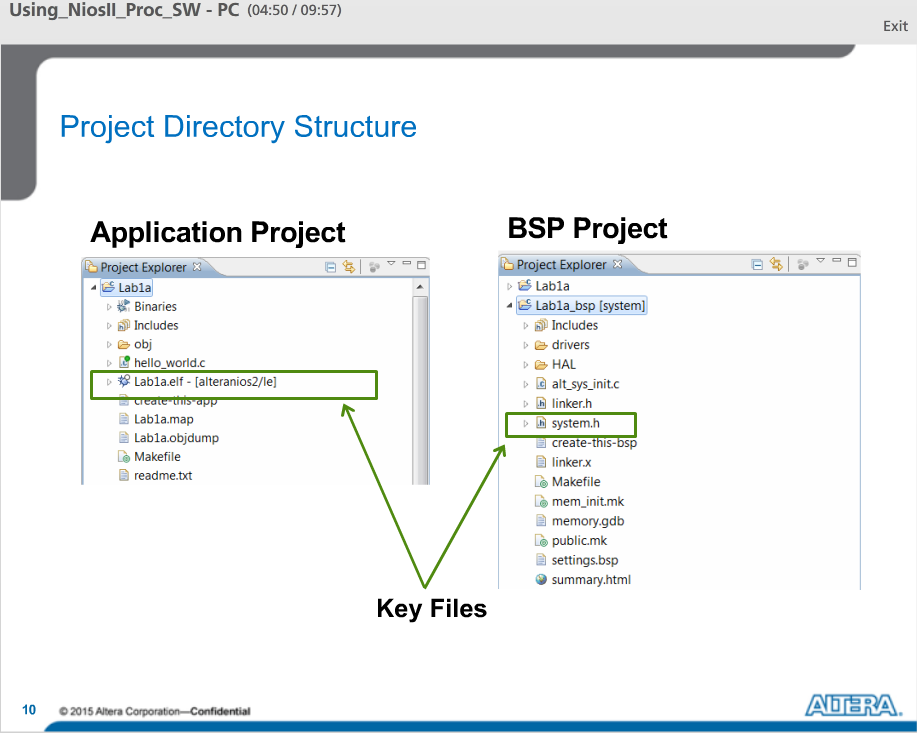 Using_NiosII_Proc_SW - PC (04:50 / 09:57)
Exit
Project Directory Structure
Application Project
Project Explorer
Lab1a
Binaries
Includes
obj
hello_world.c
Lab1a.elf - [alteranios2/le]
create-this-app
Lab1a.map
Lab1a.objdump
Makefile
readme.txt
BSP Project
Project Explorer
Lab1a
Lab1a_bsp [system]
Includes
drivers
HAL
alt_sys_init.c
linker.h
system.h
create-this-bsp
linker.x
Makefile
mem_init.mk
memory.gdb
public.mk
settings.bsp
summary.html
Key Files
10
© 2015 Altera Corporation—Confidential
ALTERA.